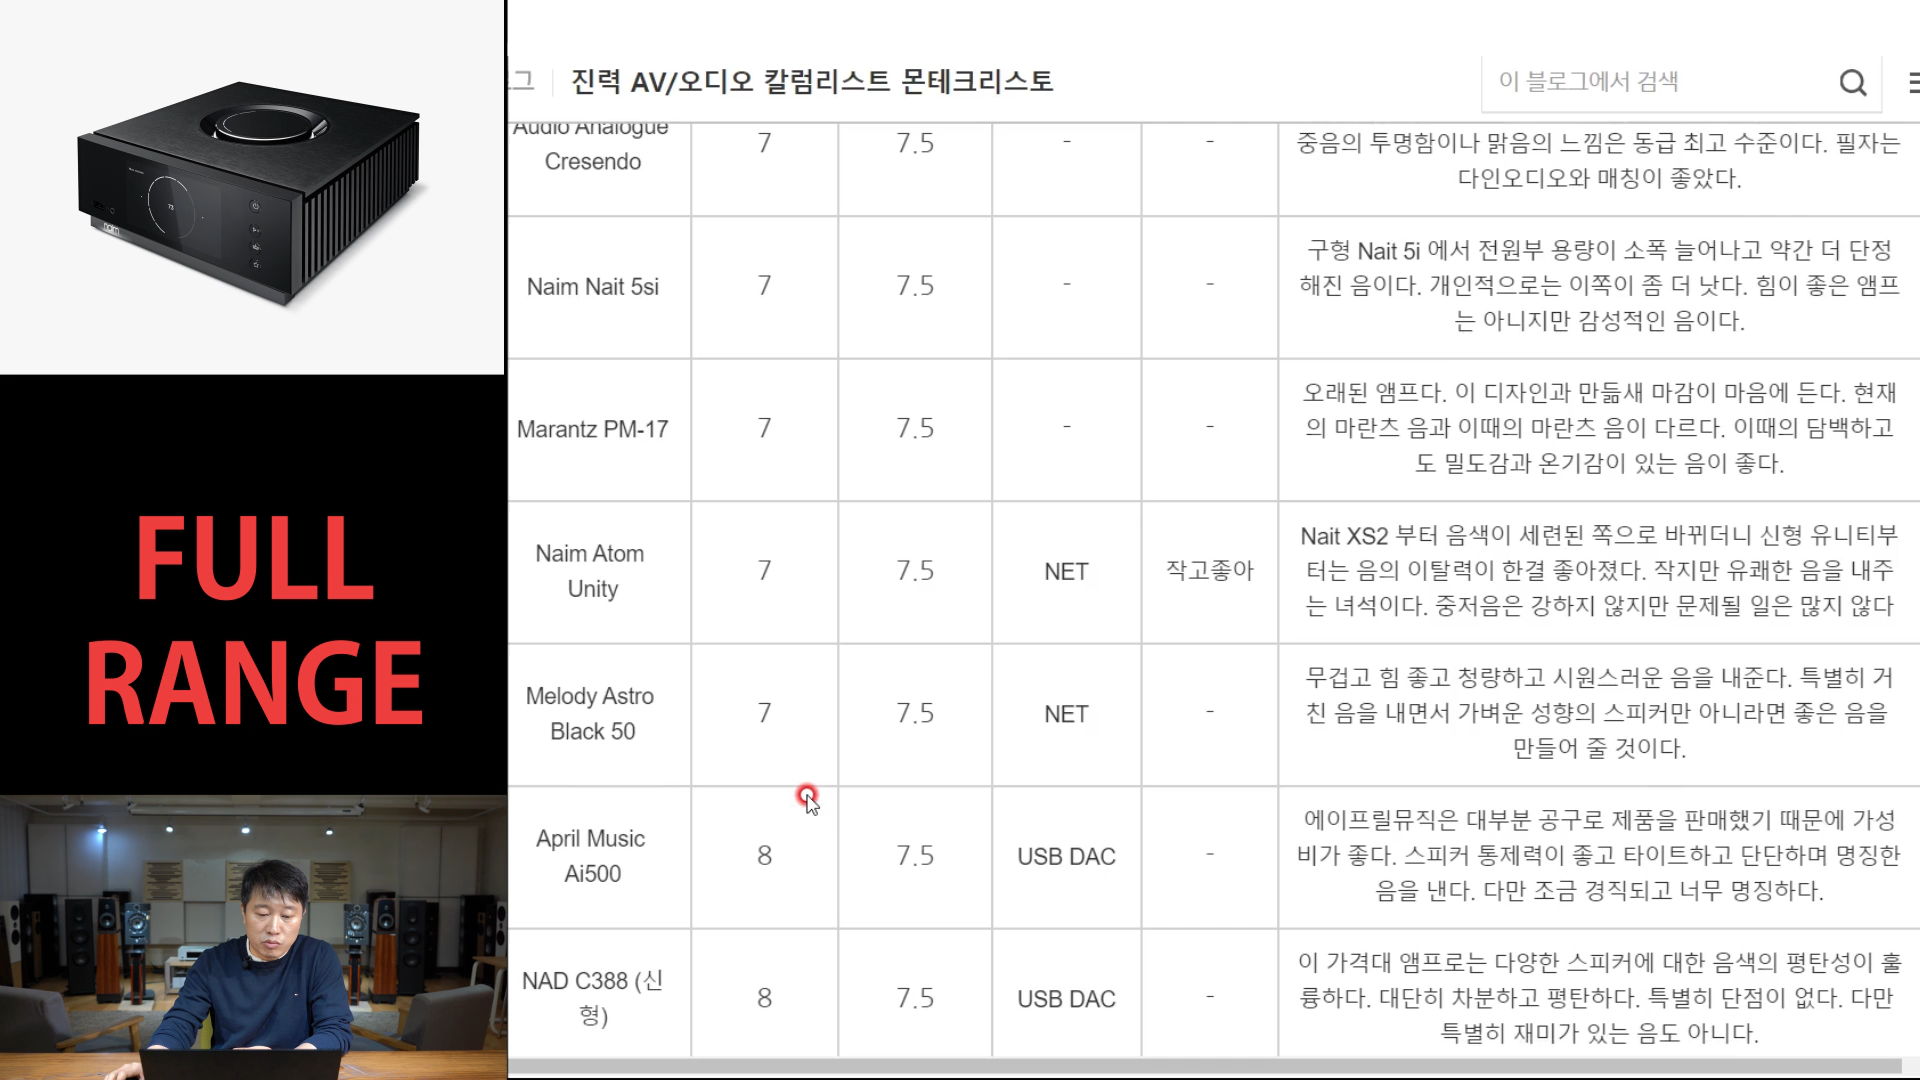 naim
73
FULL
RANGE
그
진력 AV/오디오 칼럼리스트 몬테크리스토
이 블로그에서 검색
Audio Analogue
Cresendo
7
7.5
-
-
중음의 투명함이나 맑음의 느낌은 동급 최고 수준이다. 필자는
다인오디오와 매칭이 좋았다.
Naim Nait 5si
7
7.5
-
-
구형 Nait 5i 에서 전원부 용량이 소폭 늘어나고 약간 더 단정
해진 음이다. 개인적으로는 이쪽이 좀 더 낫다. 힘이 좋은 앰프
는 아니지만 감성적인 음이다.
Marantz PM-17
7
7.5
-
-
오래된 앰프다. 이 디자인과 만듦새 마감이 마음에 든다. 현재
의 마란츠 음과 이때의 마란츠 음이 다르다. 이때의 담백하고
도 밀도감과 온기감이 있는 음이 좋다.
Naim Atom
Unity
7
7.5
NET
작고좋아
Nait XS2 부터 음색이 세련된 쪽으로 바뀌더니 신형 유니티부
터는 음의 이탈력이 한결 좋아졌다. 작지만 유쾌한 음을 내주
는 녀석이다. 중저음은 강하지 않지만 문제될 일은 많지 않다
Melody Astro
Black 50
7
7.5
NET
-
무겁고 힘 좋고 청량하고 시원스러운 음을 내준다. 특별히 거
친 음을 내면서 가벼운 성향의 스피커만 아니라면 좋은 음을
만들어 줄 것이다.
April Music
Ai500
8
7.5
USB DAC
-
에이프릴뮤직은 대부분 공구로 제품을 판매했기 때문에 가성
비가 좋다. 스피커 통제력이 좋고 타이트하고 단단하며 명징한
음을 낸다. 다만 조금 경직되고 너무 명징하다.
NAD C388 (신
형)
8
7.5
USB DAC
-
이 가격대 앰프로는 다양한 스피커에 대한 음색의 평탄성이 훌
륭하다. 대단히 차분하고 평탄하다. 특별히 단점이 없다. 다만
특별히 재미가 있는 음도 아니다.